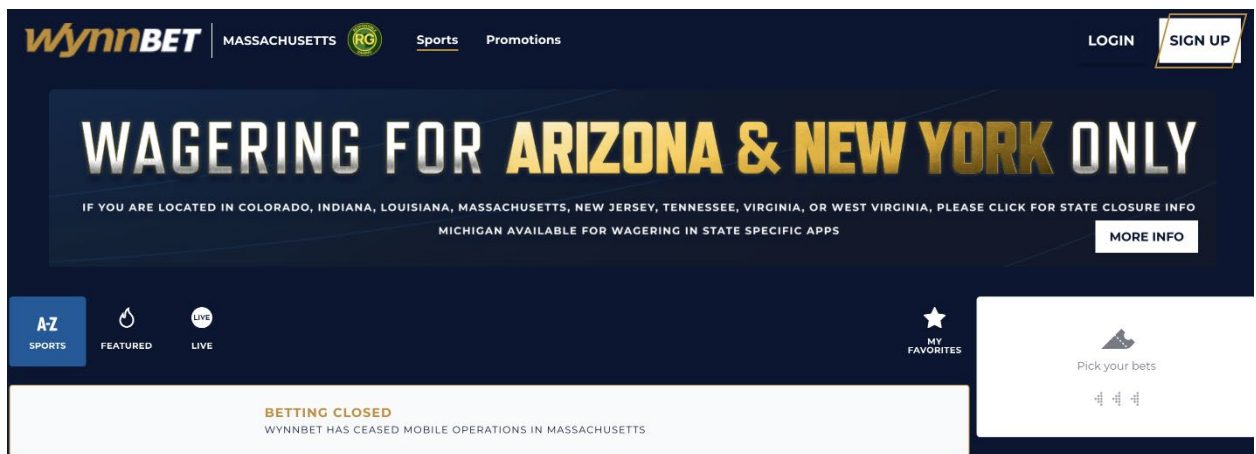 WYNNBET MASSACHUSETTS RG Sports Promotions LOGIN SIGN UP
WAGERING FOR ARIZONA & NEW YORK ONLY
IF YOU ARE LOCATED IN COLORADO, INDIANA, LOUISIANA, MASSACHUSETTS, NEW JERSEY, TENNESSEE, VIRGINIA, OR WEST VIRGINIA, PLEASE CLICK FOR STATE CLOSURE INFO
MICHIGAN AVAILABLE FOR WAGERING IN STATE SPECIFIC APPS
MORE INFO
A-Z
SPORTS
FEATURED
LIVE
LIVE
MY
FAVORITES
Pick your bets
BETTING CLOSED
WYNNBET HAS CEASED MOBILE OPERATIONS IN MASSACHUSETTS